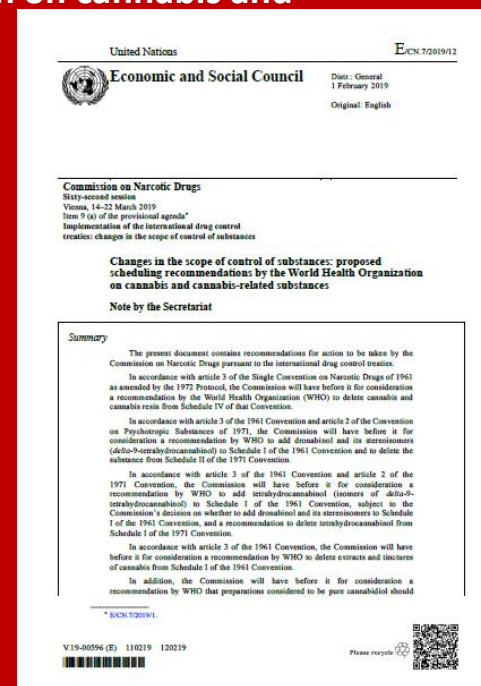 on cannabis and
United Nations E/CN.7/2019/12
Economic and Social Council
Distr.: General
1 February 2019
Original: English
Commission on Narcotic Drugs
Sixty-second session
Vienna, 14–22 March 2019
Item 9 (a) of the provisional agenda*
Implementation of the international drug control
treaties: changes in the scope of control of substances
Changes in the scope of control of substances: proposed
scheduling recommendations by the World Health Organization
on cannabis and cannabis-related substances
Note by the Secretariat
Summary
The present document contains recommendations for action to be taken by the
Commission on Narcotic Drugs pursuant to the international drug control treaties.
In accordance with article 3 of the Single Convention on Narcotic Drugs of 1961
as amended by the 1972 Protocol, the Commission will have before it for consideration
a recommendation by the World Health Organization (WHO) to delete cannabis and
cannabis resin from Schedule IV of that Convention.
In accordance with article 3 of the 1961 Convention and article 2 of the Convention
on Psychotropic Substances of 1971, the Commission will have before it for
consideration a recommendation by WHO to add dronabinol and its stereoisomers
(delta-9-tetrahydrocannabinol) to Schedule I of the 1961 Convention and to delete the
substance from Schedule II of the 1971 Convention.
In accordance with article 3 of the 1961 Convention and article 2 of the
1971 Convention, the Commission will have before it for consideration a
recommendation by WHO to add tetrahydrocannabinol (isomers of delta-9-
tetrahydrocannabinol) to Schedule I of the 1961 Convention, subject to the
Commission's decision on whether to add dronabinol and its stereoisomers to Schedule
I of the 1961 Convention, and a recommendation to delete tetrahydrocannabinol from
Schedule I of the 1971 Convention.
In accordance with article 3 of the 1961 Convention, the Commission will have
before it for consideration a recommendation by WHO to delete extracts and tinctures
of cannabis from Schedule I of the 1961 Convention.
In addition, the Commission will have before it for consideration a
recommendation by WHO that preparations considered to be pure cannabidiol should
* E/CN.7/2019/1.
V.19-00596 (E) 110219 120219
Please recycle